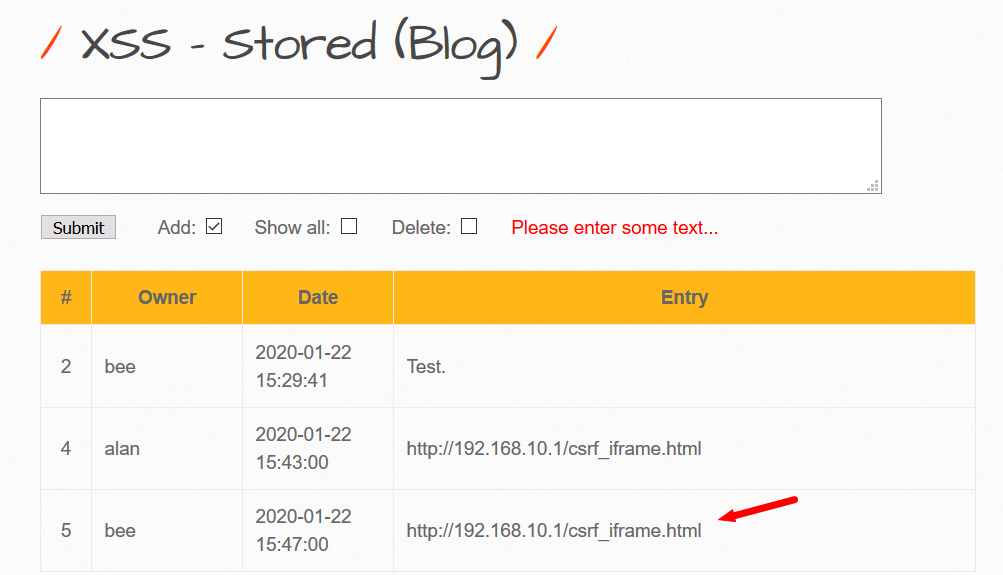 / XSS - Stored (Blog) /
Submit Add: Show all: Delete: Please enter some text...
# Owner Date Entry
2 bee 2020-01-22 15:29:41 Test.
4 alan 2020-01-22 15:43:00 http://192.168.10.1/csrf_iframe.html
5 bee 2020-01-22 15:47:00 http://192.168.10.1/csrf_iframe.html